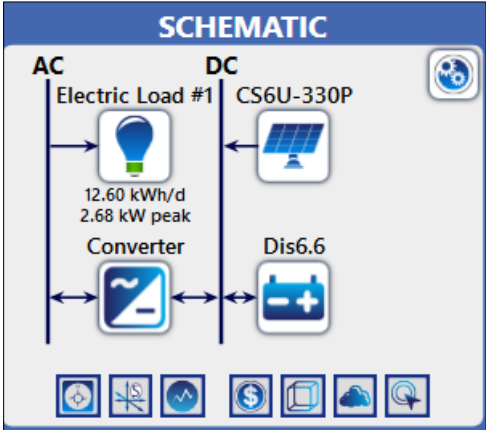 SCHEMATIC
AC DC
Electric Load #1 CS6U-330P
12.60 kWh/d
2.68 kW peak
Converter Dis6.6
S
$